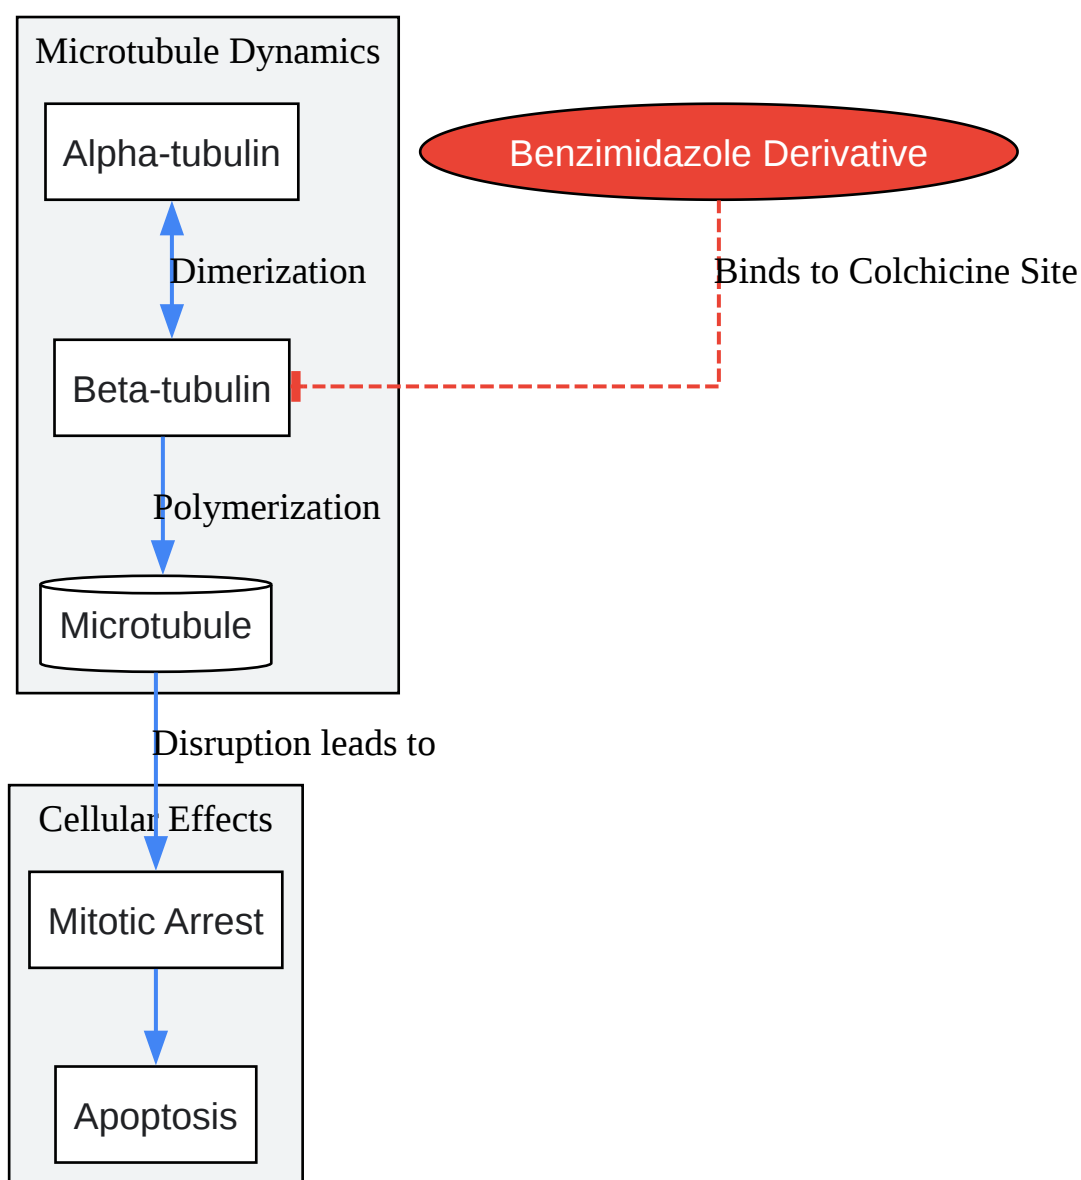 Microtubule Dynamics
Alpha-tubulin
Benzimidazole Derivative
Dimerization
Binds to Colchicine Site
Beta-tubulin
Polymerization
Microtubule
Disruption leads to
Cellular Effects
Mitotic Arrest
Apoptosis